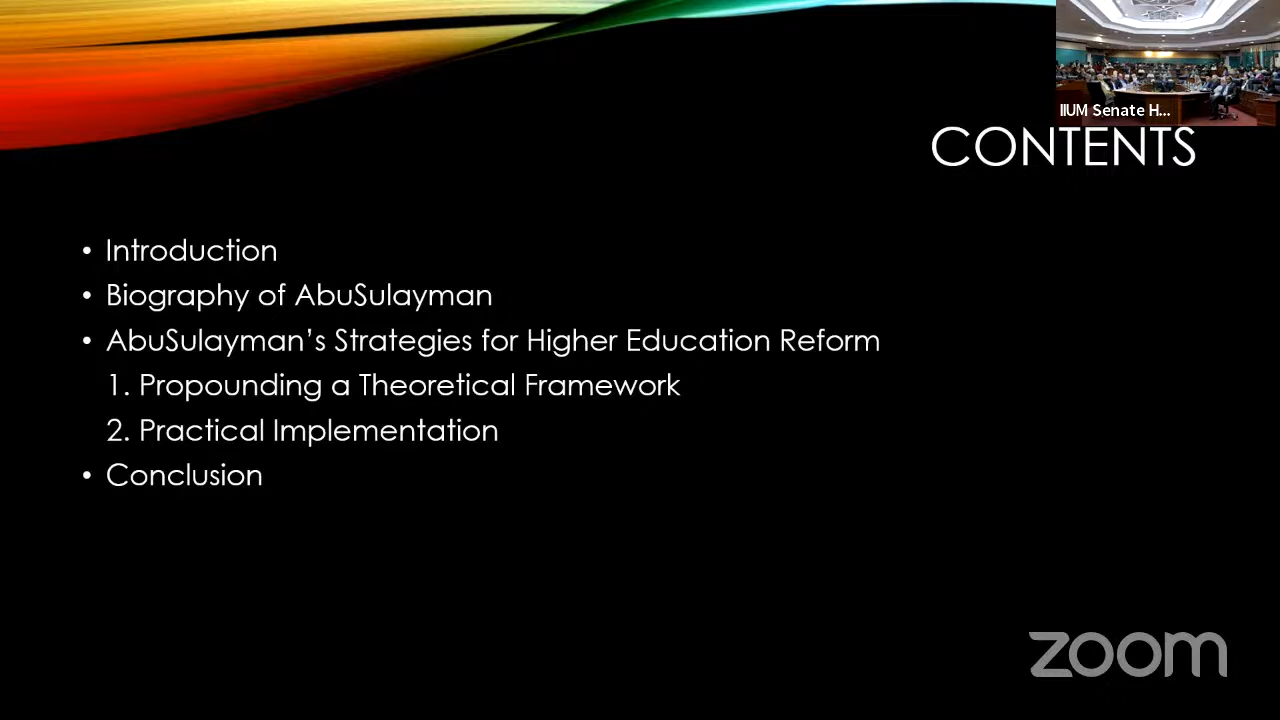 IIUM Senate H...
CONTENTS
• Introduction
• Biography of AbuSulayman
• AbuSulayman’s Strategies for Higher Education Reform
1. Propounding a Theoretical Framework
2. Practical Implementation
• Conclusion
zoom